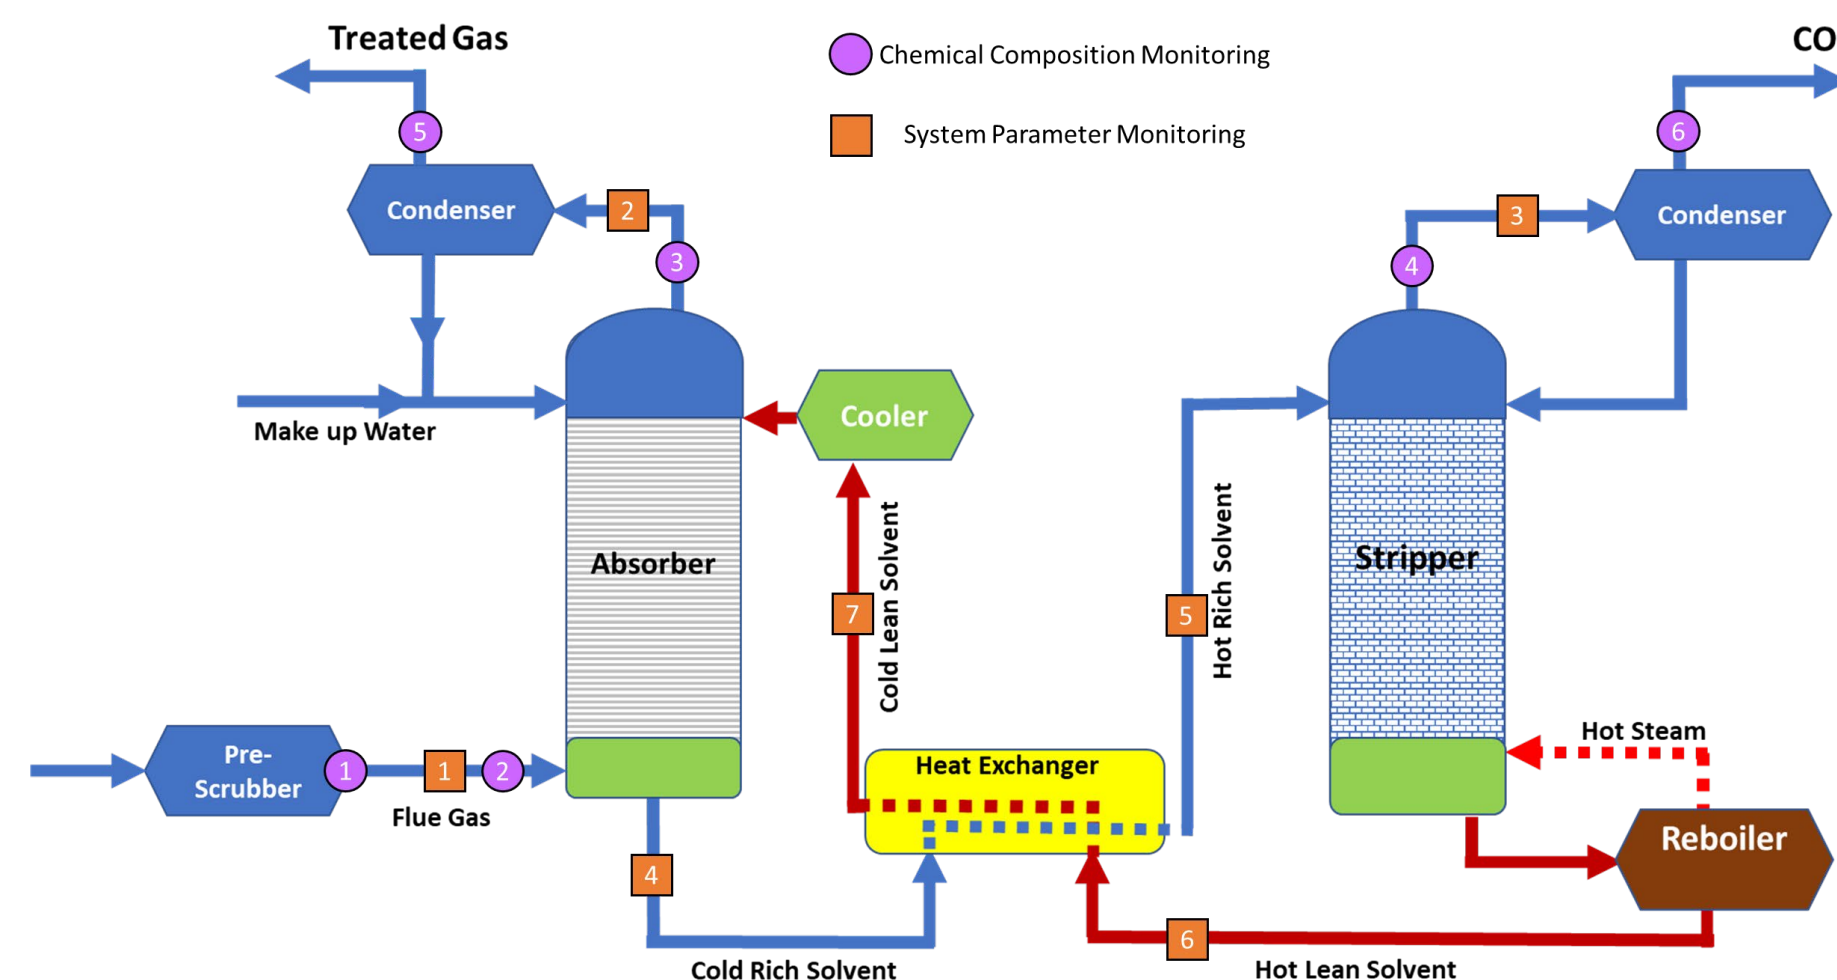 Treated Gas
Chemical Composition Monitoring
CO
System Parameter Monitoring
5
6
Condenser
2
3
Condenser
3
4
Make up Water
Cooler
Absorber
Cold Lean Solvent
7
5
Hot Rich Solvent
Stripper
Pre-
Scrubber
1
1
2
Flue Gas
Heat Exchanger
Hot Steam
Reboiler
4
6
Cold Rich Solvent
Hot Lean Solvent